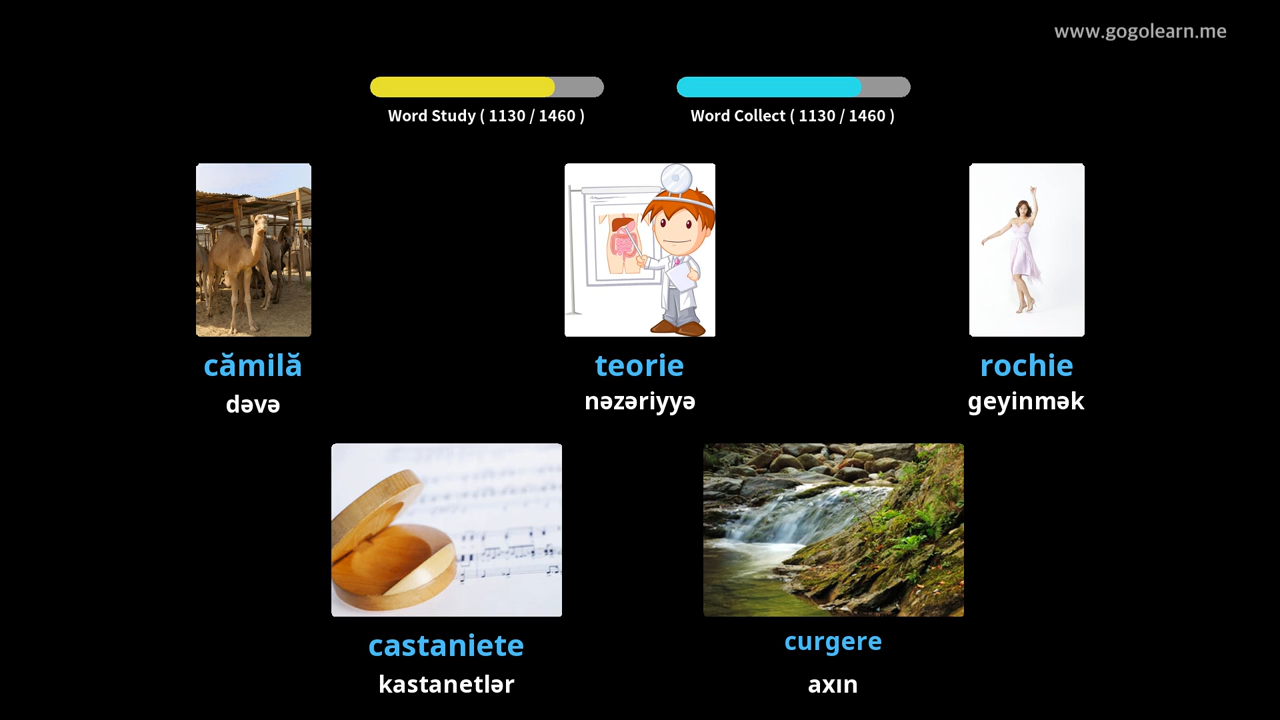 www.gogolearn.me
Word Study ( 1130 / 1460 )
Word Collect ( 1130 / 1460 )
cămilă
teorie
rochie
dəvə
nəzəriyyə
geyinmək
castaniete
curgere
kastanetlər
axın